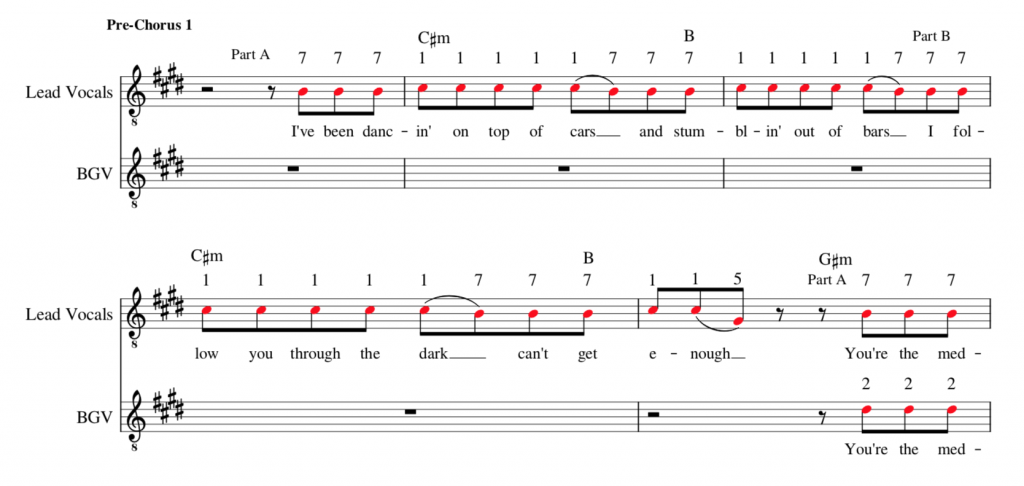 Pre-Chorus 1
C♯m B
Part A 7 7 7 1 1 1 1 1 7 7 7 1 1 1 1 1 7 7 7 Part B
Lead Vocals
I've been danc - in' on top of cars and stum - bl - in' out of bars I fol -
BGV
C♯m B G♯m
1 1 1 1 1 7 7 7 1 1 5 Part A 7 7 7
Lead Vocals
low you through the dark can't get e - nough You're the med -
2 2 2
BGV
You're the med -